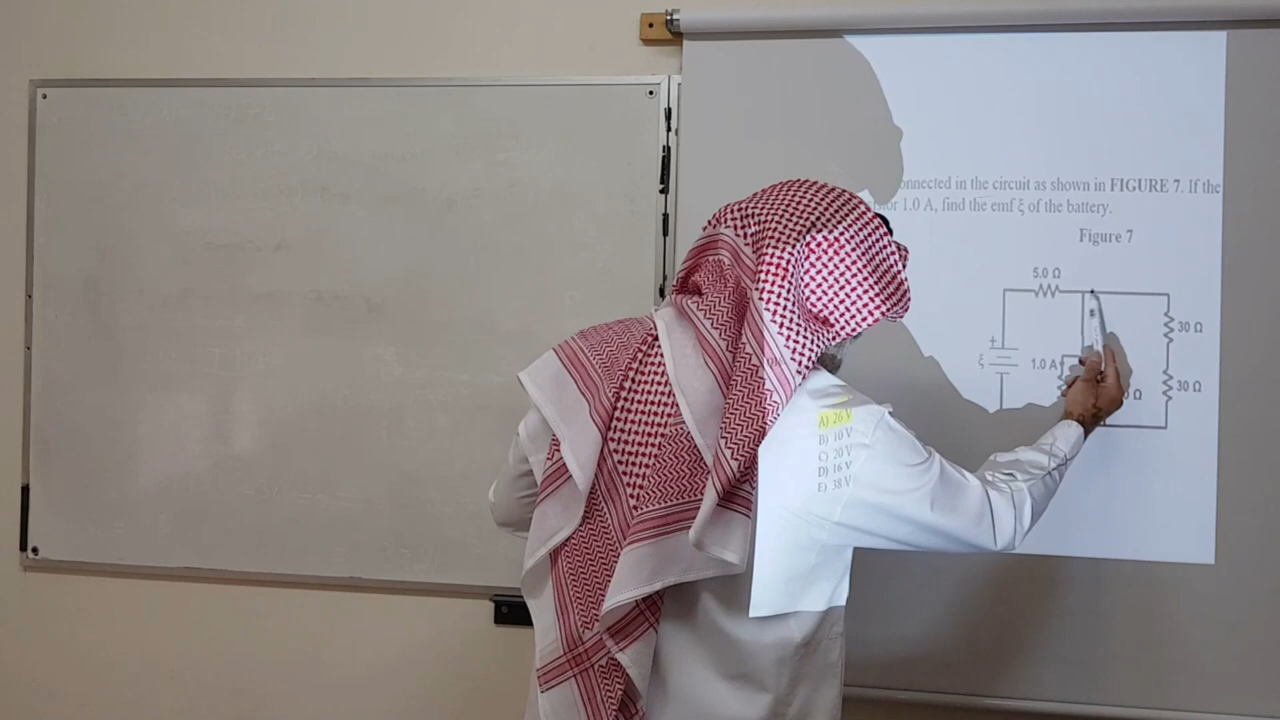 onnected in the circuit as shown in FIGURE 7. If the
1.0 A, find the emf ξ of the battery.
Figure 7
5.0 Ω
30 Ω
+
ξ
1.0 A
30 Ω
Ω
A) 26 V
B) 10 V
C) 20 V
D) 16 V
E) 38 V